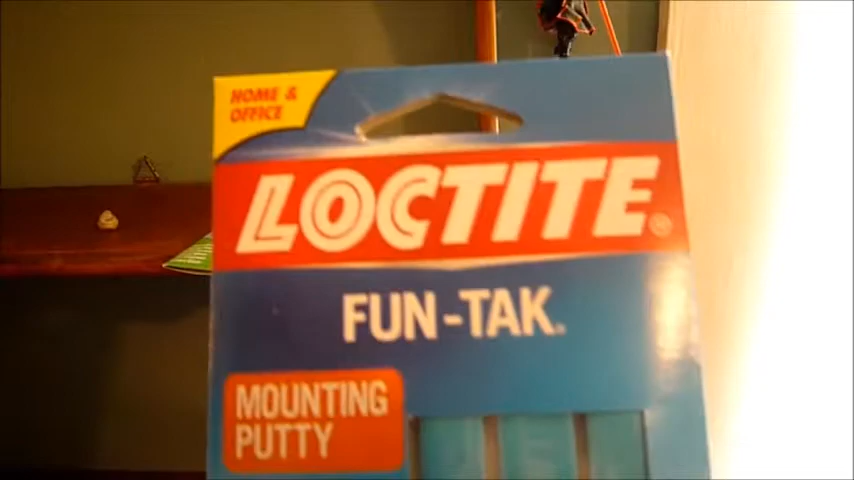 HOME &
OFFICE
LOCTITE®
FUN-TAK.
MOUNTING
PUTTY